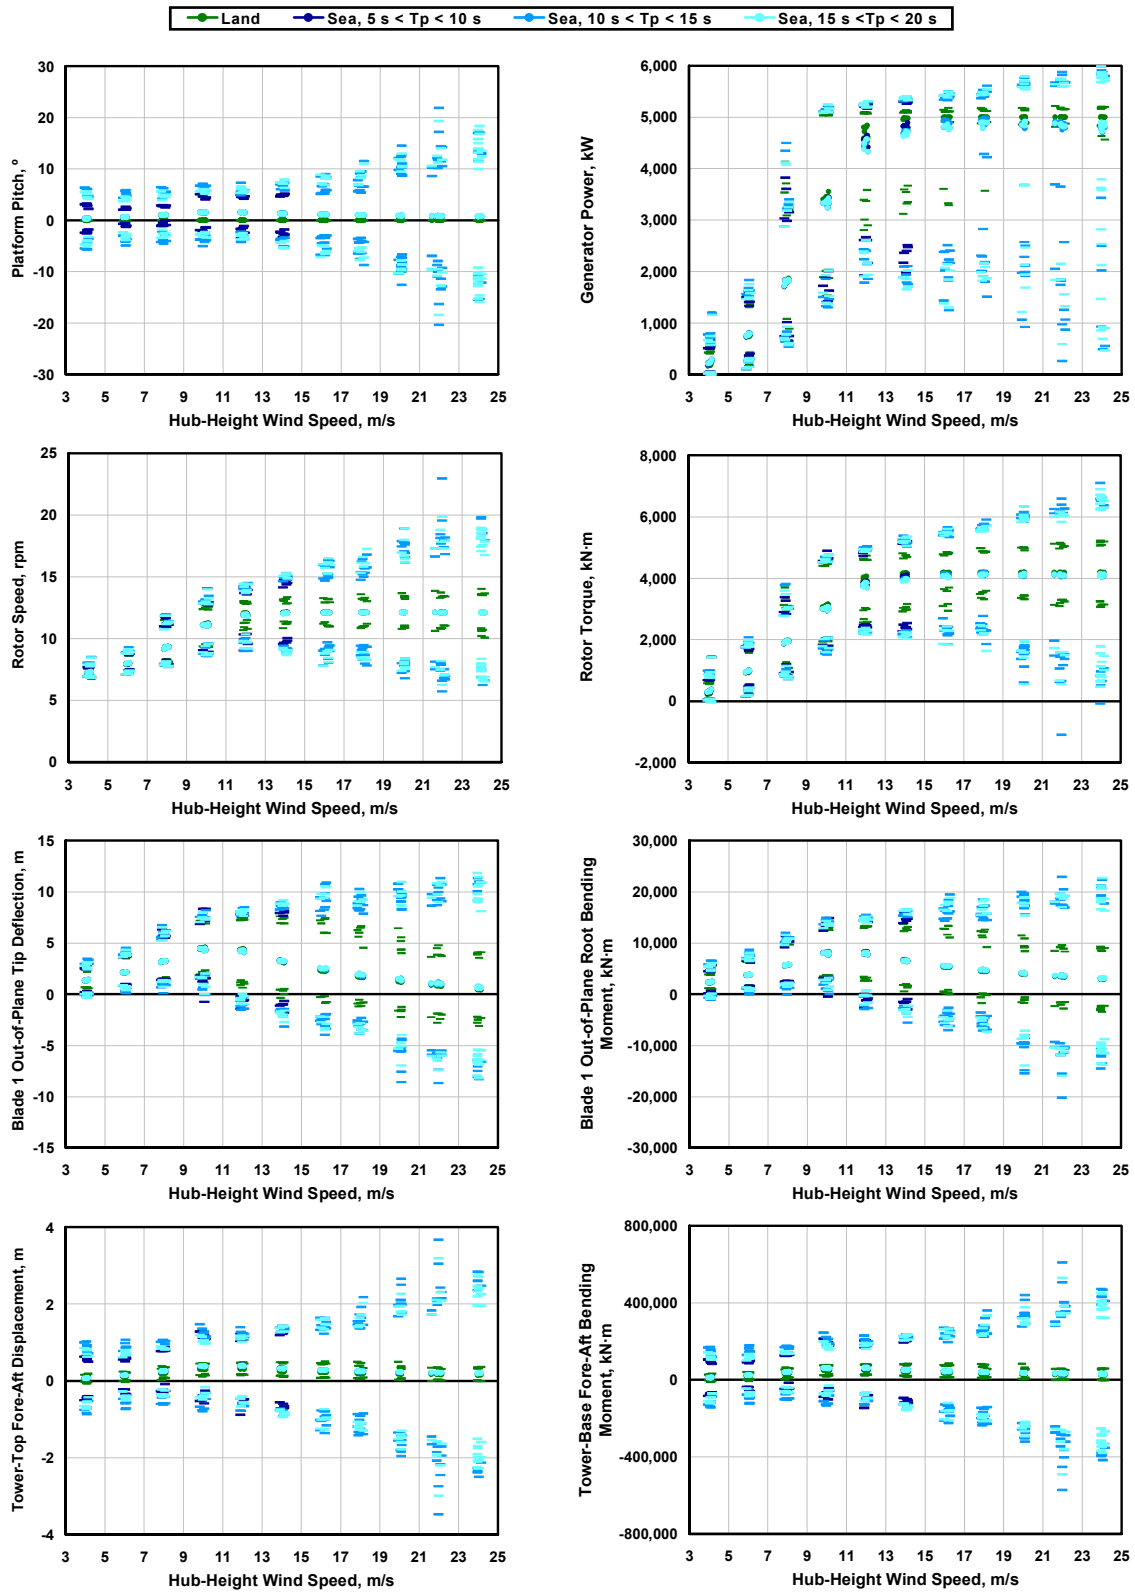 Land Sea, 5 s < Tp < 10 s Sea, 10 s < Tp < 15 s Sea, 15 s <Tp < 20 s
Platform Pitch, º
30
20
10
0
-10
-20
-30
3 5 7 9 11 13 15 17 19 21 23 25
Hub-Height Wind Speed, m/s
Generator Power, kW
6,000
5,000
4,000
3,000
2,000
1,000
0
3 5 7 9 11 13 15 17 19 21 23 25
Hub-Height Wind Speed, m/s
Rotor Speed, rpm
25
20
15
10
5
0
3 5 7 9 11 13 15 17 19 21 23 25
Hub-Height Wind Speed, m/s
Rotor Torque, kN·m
8,000
6,000
4,000
2,000
0
-2,000
3 5 7 9 11 13 15 17 19 21 23 25
Hub-Height Wind Speed, m/s
Blade 1 Out-of-Plane Tip Deflection, m
15
10
5
0
-5
-10
-15
3 5 7 9 11 13 15 17 19 21 23 25
Hub-Height Wind Speed, m/s
Blade 1 Out-of-Plane Root Bending
Moment, kN·m
30,000
20,000
10,000
0
-10,000
-20,000
-30,000
3 5 7 9 11 13 15 17 19 21 23 25
Hub-Height Wind Speed, m/s
Tower-Top Fore-Aft Displacement, m
4
2
0
-2
-4
3 5 7 9 11 13 15 17 19 21 23 25
Hub-Height Wind Speed, m/s
Tower-Base Fore-Aft Bending
Moment, kN·m
800,000
400,000
0
-400,000
-800,000
3 5 7 9 11 13 15 17 19 21 23 25
Hub-Height Wind Speed, m/s